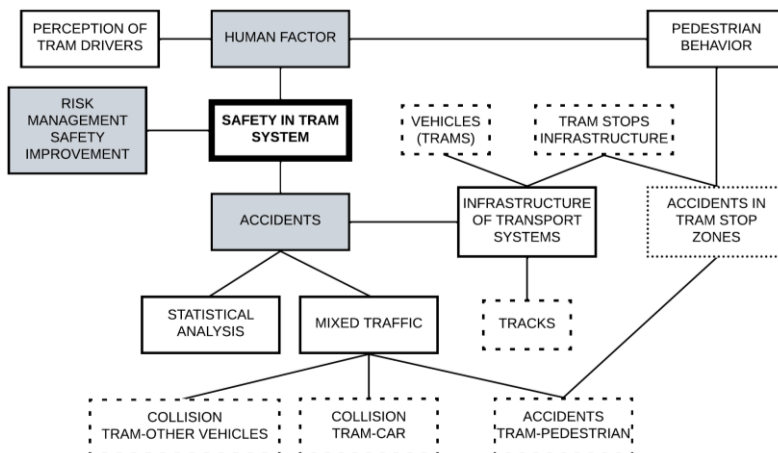 PERCEPTION OF
TRAM DRIVERS
HUMAN FACTOR
PEDESTRIAN
BEHAVIOR
RISK
MANAGEMENT
SAFETY
IMPROVEMENT
SAFETY IN TRAM
SYSTEM
VEHICLES
(TRAMS)
TRAM STOPS
INFRASTRUCTURE
ACCIDENTS
INFRASTRUCTURE
OF TRANSPORT
SYSTEMS
ACCIDENTS IN
TRAM STOP
ZONES
STATISTICAL
ANALYSIS
MIXED TRAFFIC
TRACKS
COLLISION
TRAM-OTHER VEHICLES
COLLISION
TRAM-CAR
ACCIDENTS
TRAM-PEDESTRIAN